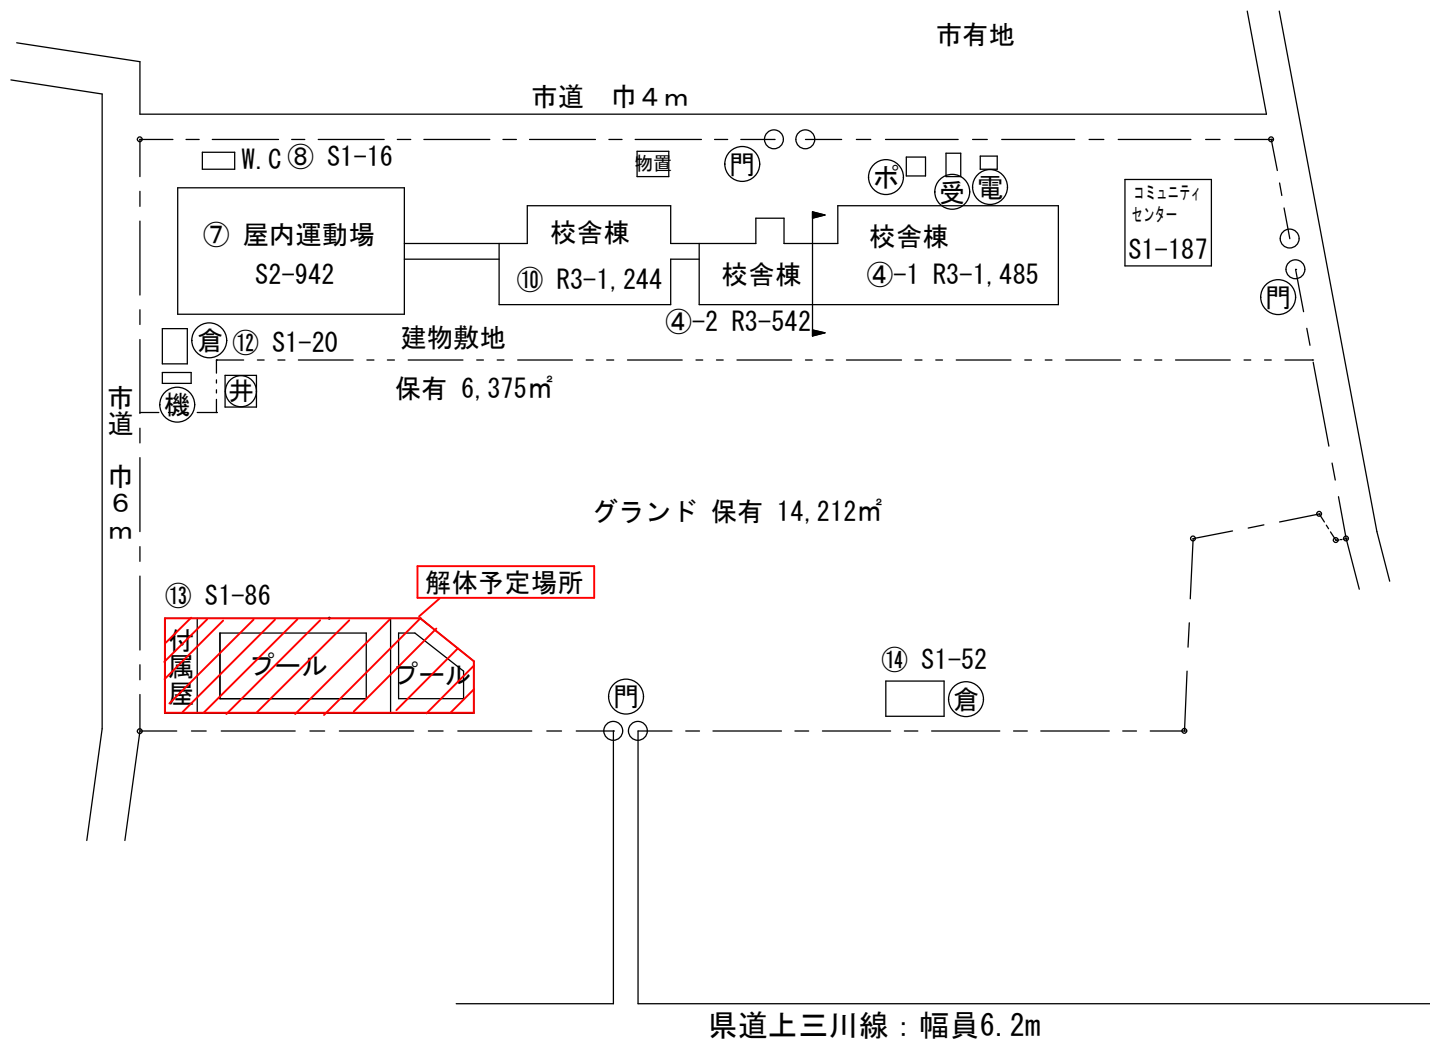 市有地
市道　巾4m
W.C ⑧ S1-16
物置
門
ポ
受
電
コミュニティ
センター
S1-187
⑦ 屋内運動場
S2-942
校舎棟
⑩ R3-1,244
校舎棟
④-2 R3-542
校舎棟
④-1 R3-1,485
門
倉 ⑫ S1-20
建物敷地
機
井
保有 6,375㎡
市道　巾6m
グランド 保有 14,212㎡
解体予定場所
⑬ S1-86
付属屋
プール
プール
⑭ S1-52
倉
門
県道上三川線：幅員6.2m